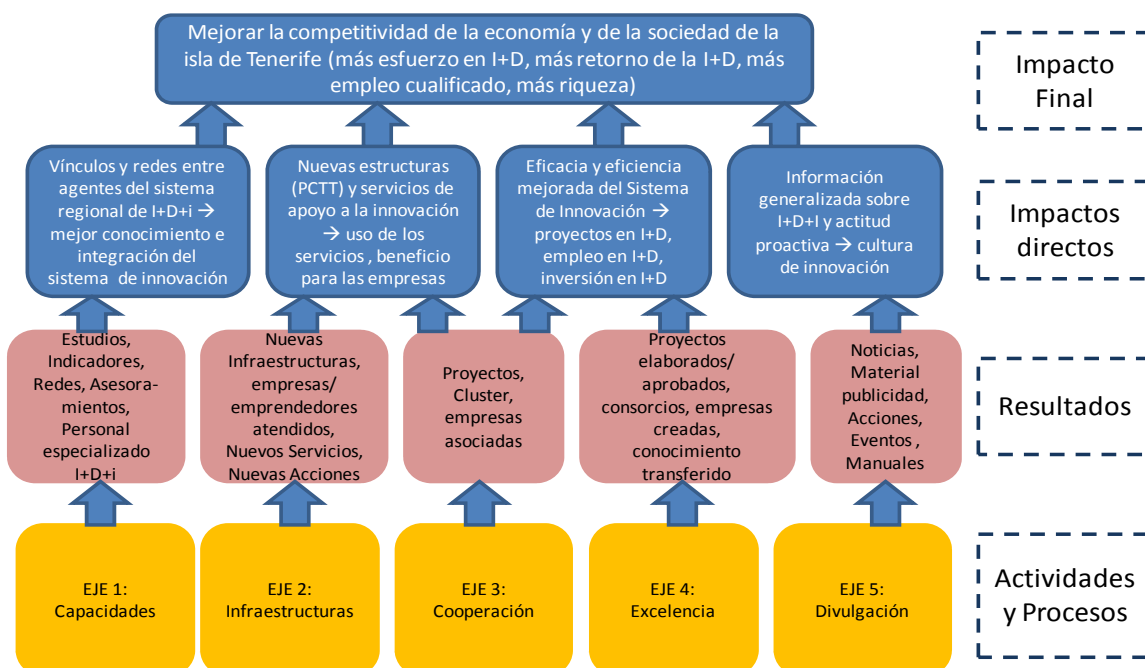 Mejorar la competitividad de la economía y de la sociedad de la
isla de Tenerife (más esfuerzo en I+D, más retorno de la I+D, más
empleo cualificado, más riqueza)
Impacto
Final
Vínculos y redes entre
agentes del sistema
regional de I+D+i →
mejor conocimiento e
integración del
sistema de innovación
Nuevas estructuras
(PCTT) y servicios de
apoyo a la innovación
→ uso de los
servicios , beneficio
para las empresas
Eficacia y eficiencia
mejorada del Sistema
de Innovación →
proyectos en I+D,
empleo en I+D,
inversión en I+D
Información
generalizada sobre
I+D+I y actitud
proactiva → cultura
de innovación
Impactos
directos
Estudios,
Indicadores,
Redes, Asesora-
mientos,
Personal
especializado
I+D+i
Nuevas
Infraestructuras,
empresas/
emprendedores
atendidos,
Nuevos Servicios,
Nuevas Acciones
Proyectos,
Cluster,
empresas
asociadas
Proyectos
elaborados/
aprobados,
consorcios, empresas
creadas,
conocimiento
transferido
Noticias,
Material
publicidad,
Acciones,
Eventos ,
Manuales
Resultados
EJE 1:
Capacidades
EJE 2:
Infraestructuras
EJE 3:
Cooperación
EJE 4:
Excelencia
EJE 5:
Divulgación
Actividades
y Procesos